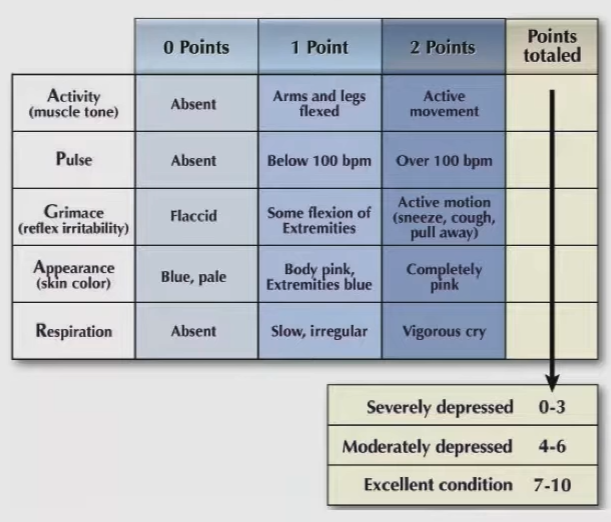 0 Points 1 Point 2 Points Points totaled
Activity (muscle tone) Absent Arms and legs flexed Active movement
Pulse Absent Below 100 bpm Over 100 bpm
Grimace (reflex irritability) Flaccid Some flexion of Extremities Active motion (sneeze, cough, pull away)
Appearance (skin color) Blue, pale Body pink, Extremities blue Completely pink
Respiration Absent Slow, irregular Vigorous cry
Severely depressed 0-3
Moderately depressed 4-6
Excellent condition 7-10